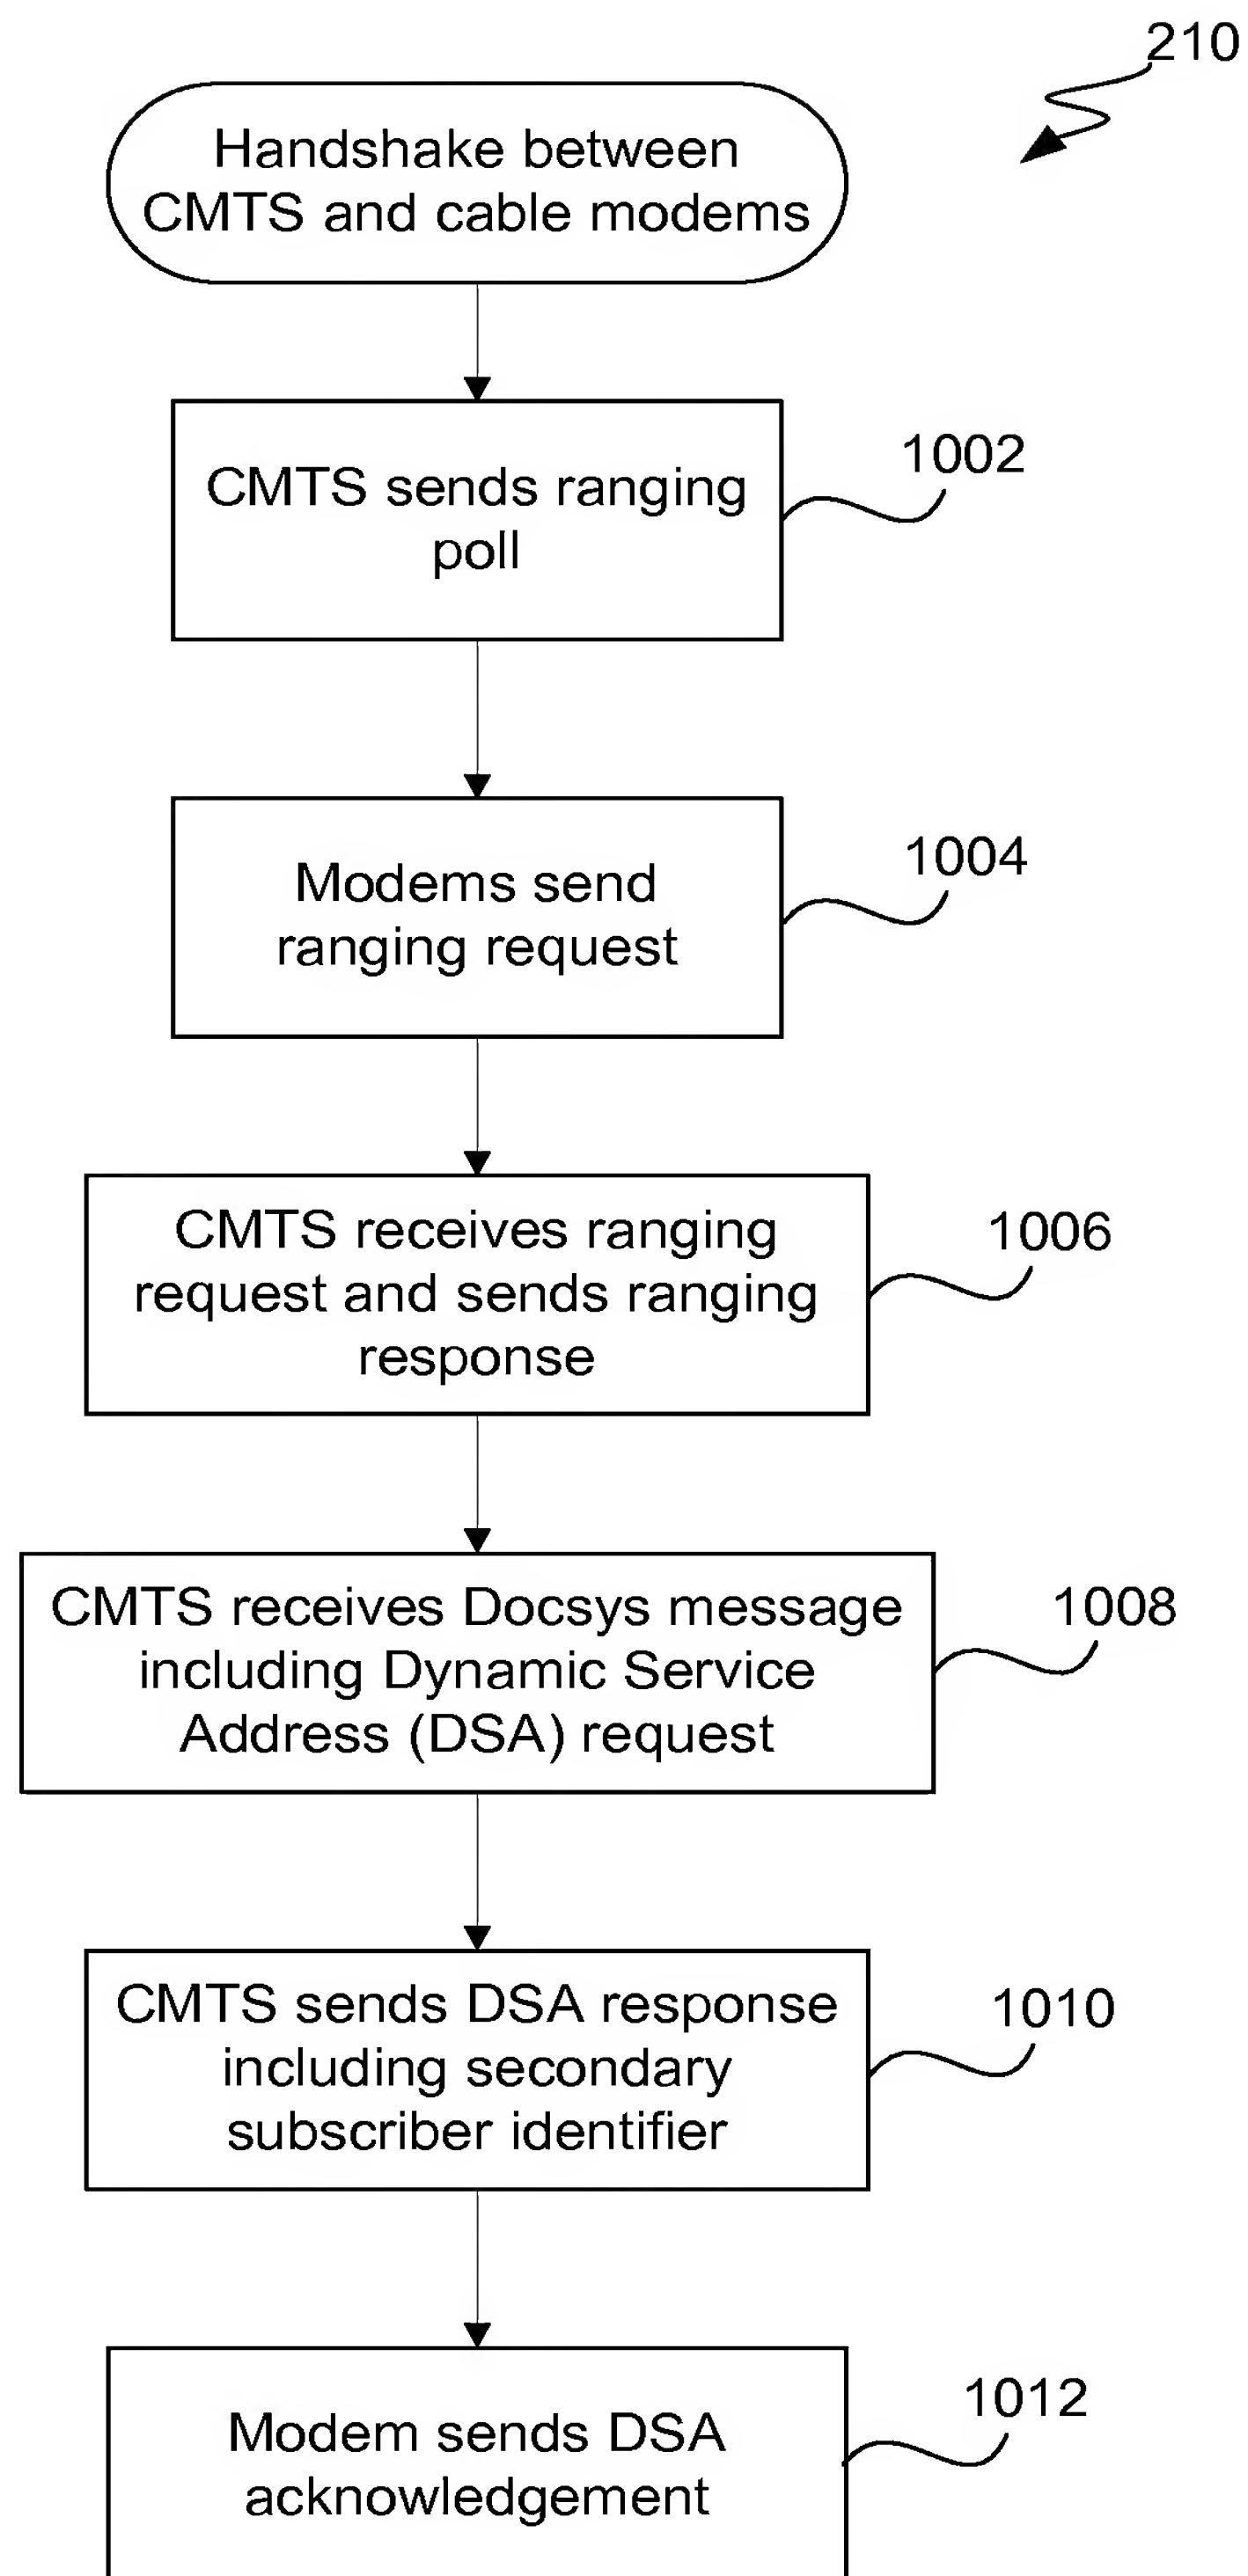 210
Handshake between
CMTS and cable modems
CMTS sends ranging
poll
1002
Modems send
ranging request
1004
CMTS receives ranging
request and sends ranging
response
1006
CMTS receives Docsys message
including Dynamic Service
Address (DSA) request
1008
CMTS sends DSA response
including secondary
subscriber identifier
1010
Modem sends DSA
acknowledgement
1012